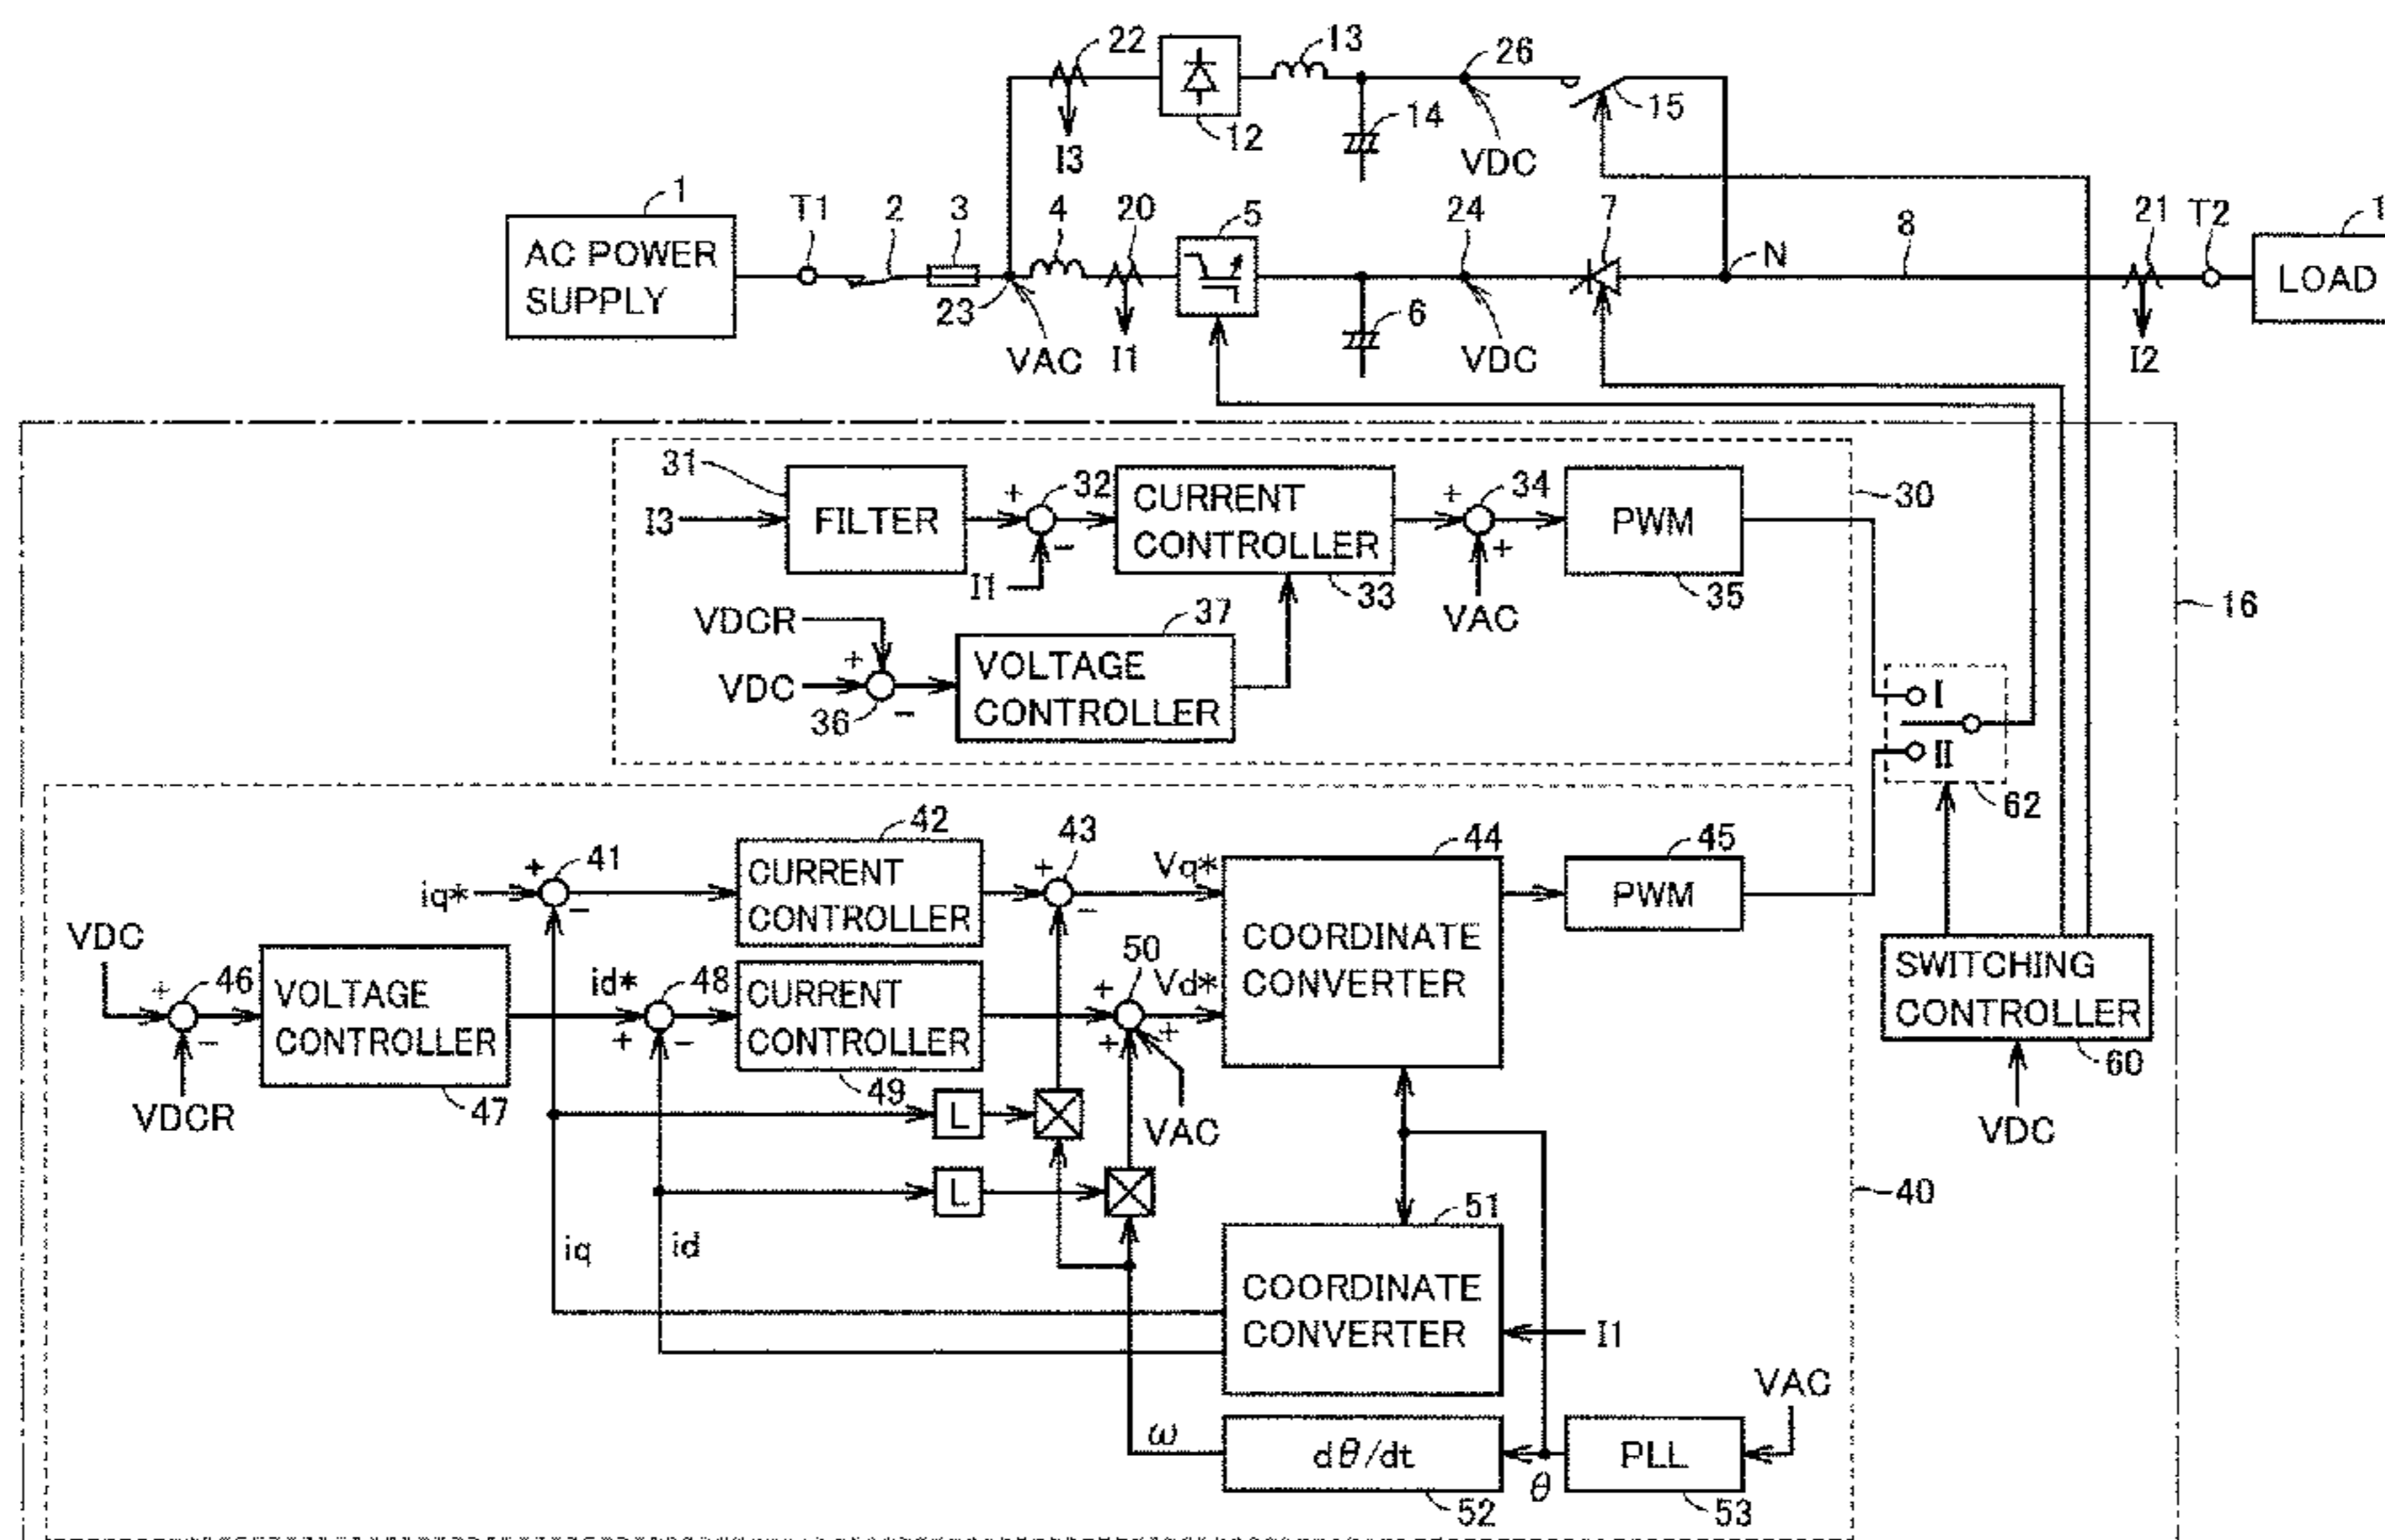 22
13
26
I3
12
14
VDC
15
1
AC POWER
SUPPLY
T1
2
3
4
20
5
24
7
N
8
21
T2
LOAD
23
VAC
I1
6
VDC
I2
31
I3
FILTER
+
32
-
I1
CURRENT
CONTROLLER
33
+
34
+
VAC
PWM
35
30
16
VDCR
VDC
+
36
-
37
VOLTAGE
CONTROLLER
I
II
62
iq*
+
41
-
42
CURRENT
CONTROLLER
+
43
-
Vq*
44
COORDINATE
CONVERTER
45
PWM
VDC
+
46
-
VDCR
VOLTAGE
CONTROLLER
47
id*
48
+
-
CURRENT
CONTROLLER
49
+
50
+
+
Vd*
VAC
SWITCHING
CONTROLLER
60
VDC
L
L
40
iq
id
51
COORDINATE
CONVERTER
I1
VAC
ω
dθ/dt
52
θ
PLL
53